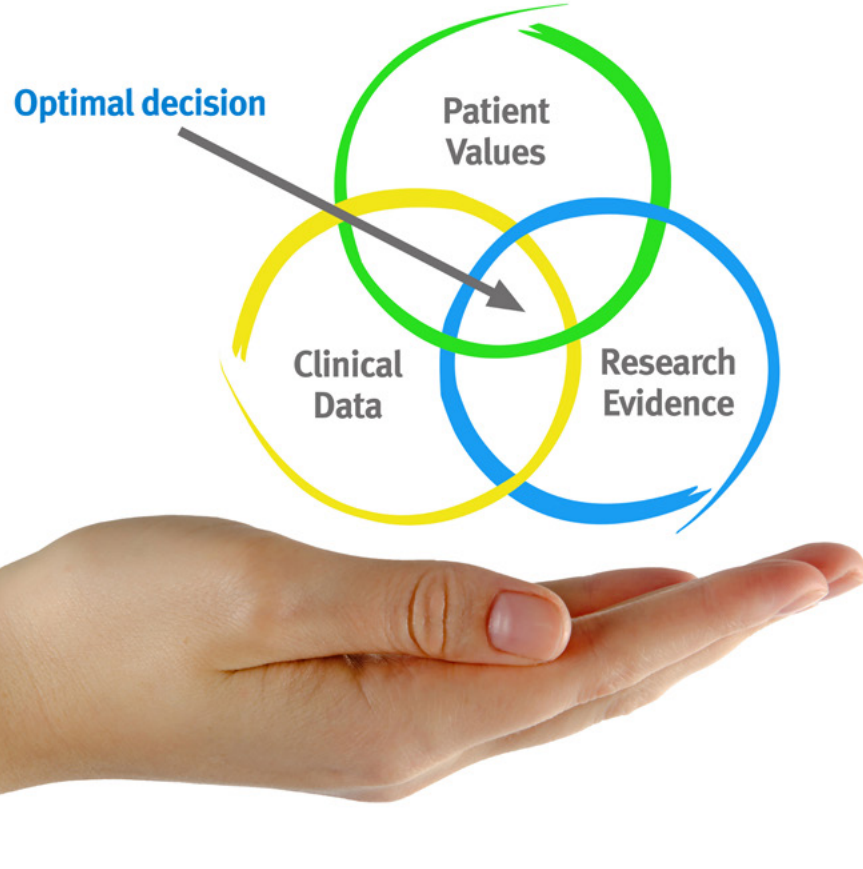 Optimal decision
Patient
Values
Clinical
Data
Research
Evidence